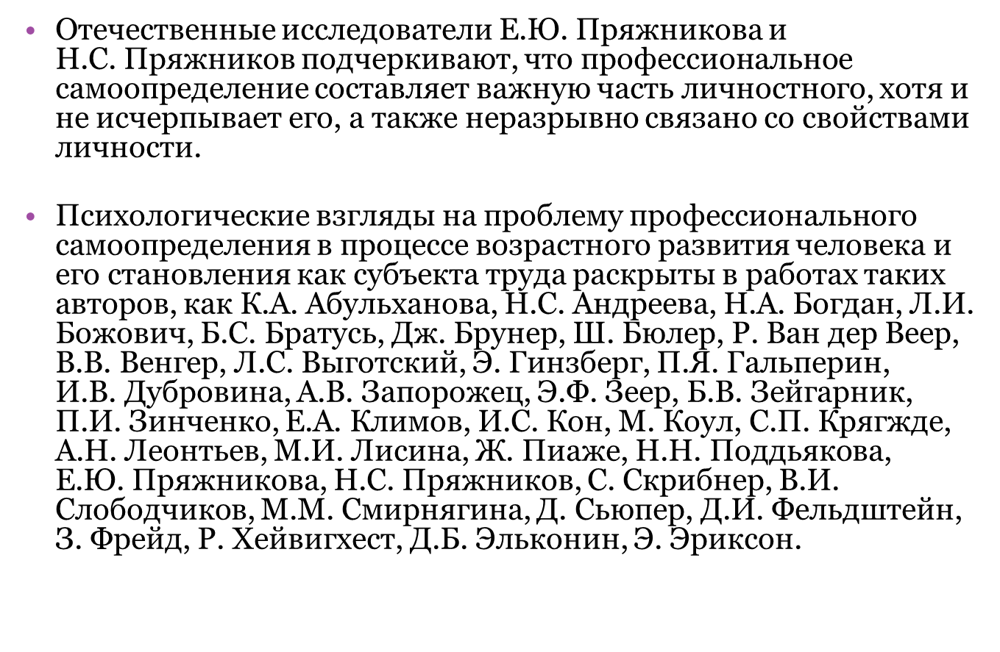 • Отечественные исследователи Е.Ю. Пряжникова и
Н.С. Пряжников подчеркивают, что профессиональное
самоопределение составляет важную часть личностного, хотя и
не исчерпывает его, а также неразрывно связано со свойствами
личности.
• Психологические взгляды на проблему профессионального
самоопределения в процессе возрастного развития человека и
его становления как субъекта труда раскрыты в работах таких
авторов, как К.А. Абульханова, Н.С. Андреева, Н.А. Богдан, Л.И.
Божович, Б.С. Братусь, Дж. Брунер, Ш. Бюлер, Р. Ван дер Веер,
В.В. Венгер, Л.С. Выготский, Э. Гинзберг, П.Я. Гальперин,
И.В. Дубровина, А.В. Запорожец, Э.Ф. Зеер, Б.В. Зейгарник,
П.И. Зинченко, Е.А. Климов, И.С. Кон, М. Коул, С.П. Крягжде,
А.Н. Леонтьев, М.И. Лисина, Ж. Пиаже, Н.Н. Поддьякова,
Е.Ю. Пряжникова, Н.С. Пряжников, С. Скрибнер, В.И.
Слободчиков, М.М. Смирнягина, Д. Сьюпер, Д.И. Фельдштейн,
З. Фрейд, Р. Хейвигхест, Д.Б. Эльконин, Э. Эриксон.